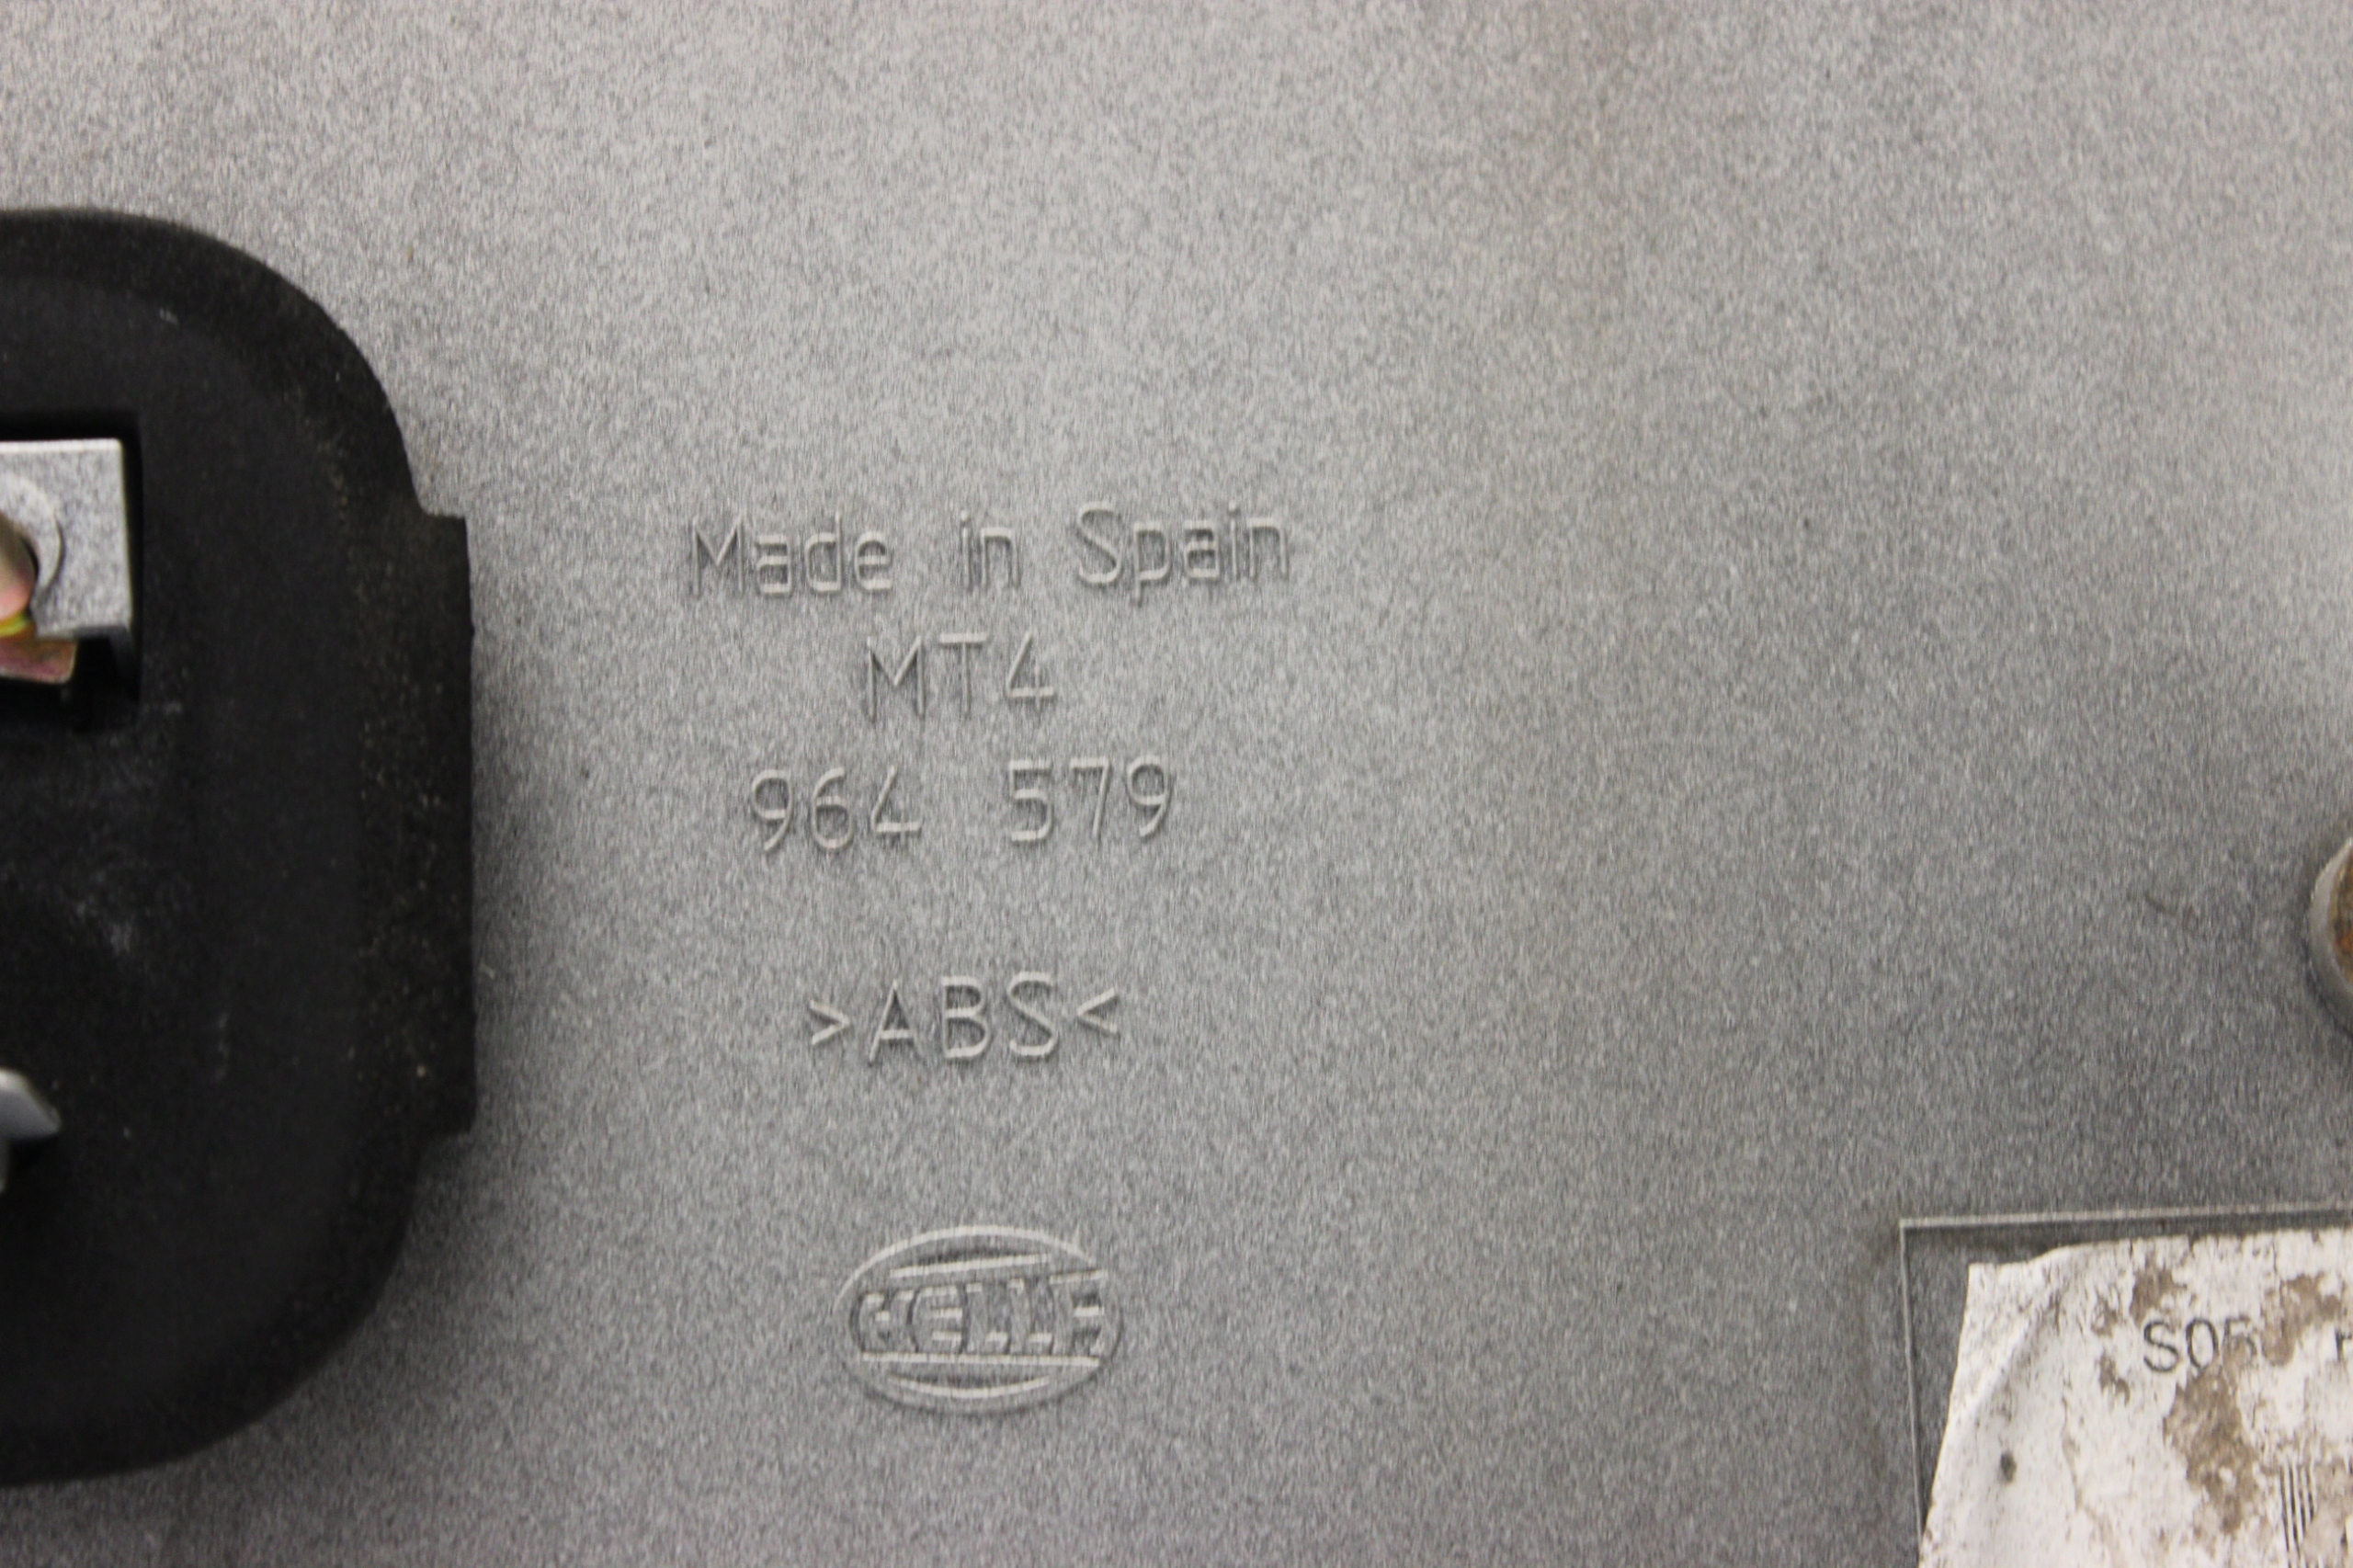 Made in Spain
MT4
964 579
>ABS<
HELLA